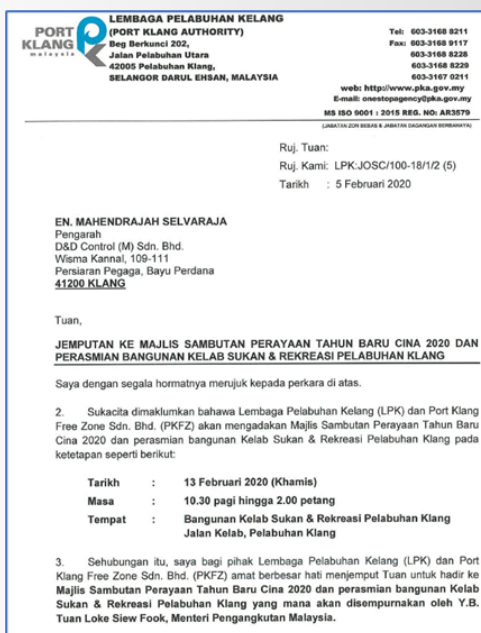 PORT
KLANG
malaysia
LEMBAGA PELABUHAN KELANG
(PORT KLANG AUTHORITY)
Beg Berkunci 202,
Jalan Pelabuhan Utara
42005 Pelabuhan Klang,
SELANGOR DARUL EHSAN, MALAYSIA
Tel: 603-3168 8211
Fax: 603-3168 9117
603-3168 8228
603-3168 8229
603-3167 0211
web: http://www.pka.gov.my
E-mail: onestopagency@pka.gov.my
MS ISO 9001 : 2015 REG. NO: AR3579
(JABATAN ZON BEBAS & JABATAN DAGANGAN BERBAHAYA)
Ruj. Tuan:
Ruj. Kami: LPK:JOSC/100-18/1/2 (5)
Tarikh : 5 Februari 2020
EN. MAHENDRAJAH SELVARAJA
Pengarah
D&D Control (M) Sdn. Bhd.
Wisma Kannal, 109-111
Persiaran Pegaga, Bayu Perdana
41200 KLANG
Tuan,
JEMPUTAN KE MAJLIS SAMBUTAN PERAYAAN TAHUN BARU CINA 2020 DAN
PERASMIAN BANGUNAN KELAB SUKAN & REKREASI PELABUHAN KLANG
Saya dengan segala hormatnya merujuk kepada perkara di atas.
2. Sukacita dimaklumkan bahawa Lembaga Pelabuhan Kelang (LPK) dan Port Klang
Free Zone Sdn. Bhd. (PKFZ) akan mengadakan Majlis Sambutan Perayaan Tahun Baru
Cina 2020 dan perasmian bangunan Kelab Sukan & Rekreasi Pelabuhan Klang pada
ketetapan seperti berikut:
Tarikh : 13 Februari 2020 (Khamis)
Masa : 10.30 pagi hingga 2.00 petang
Tempat : Bangunan Kelab Sukan & Rekreasi Pelabuhan Klang
Jalan Kelab, Pelabuhan Klang
3. Sehubungan itu, saya bagi pihak Lembaga Pelabuhan Kelang (LPK) dan Port
Klang Free Zone Sdn. Bhd. (PKFZ) amat berbesar hati menjemput Tuan untuk hadir ke
Majlis Sambutan Perayaan Tahun Baru Cina 2020 dan perasmian bangunan Kelab
Sukan & Rekreasi Pelabuhan Klang yang mana akan disempurnakan oleh Y.B.
Tuan Loke Siew Fook, Menteri Pengangkutan Malaysia.